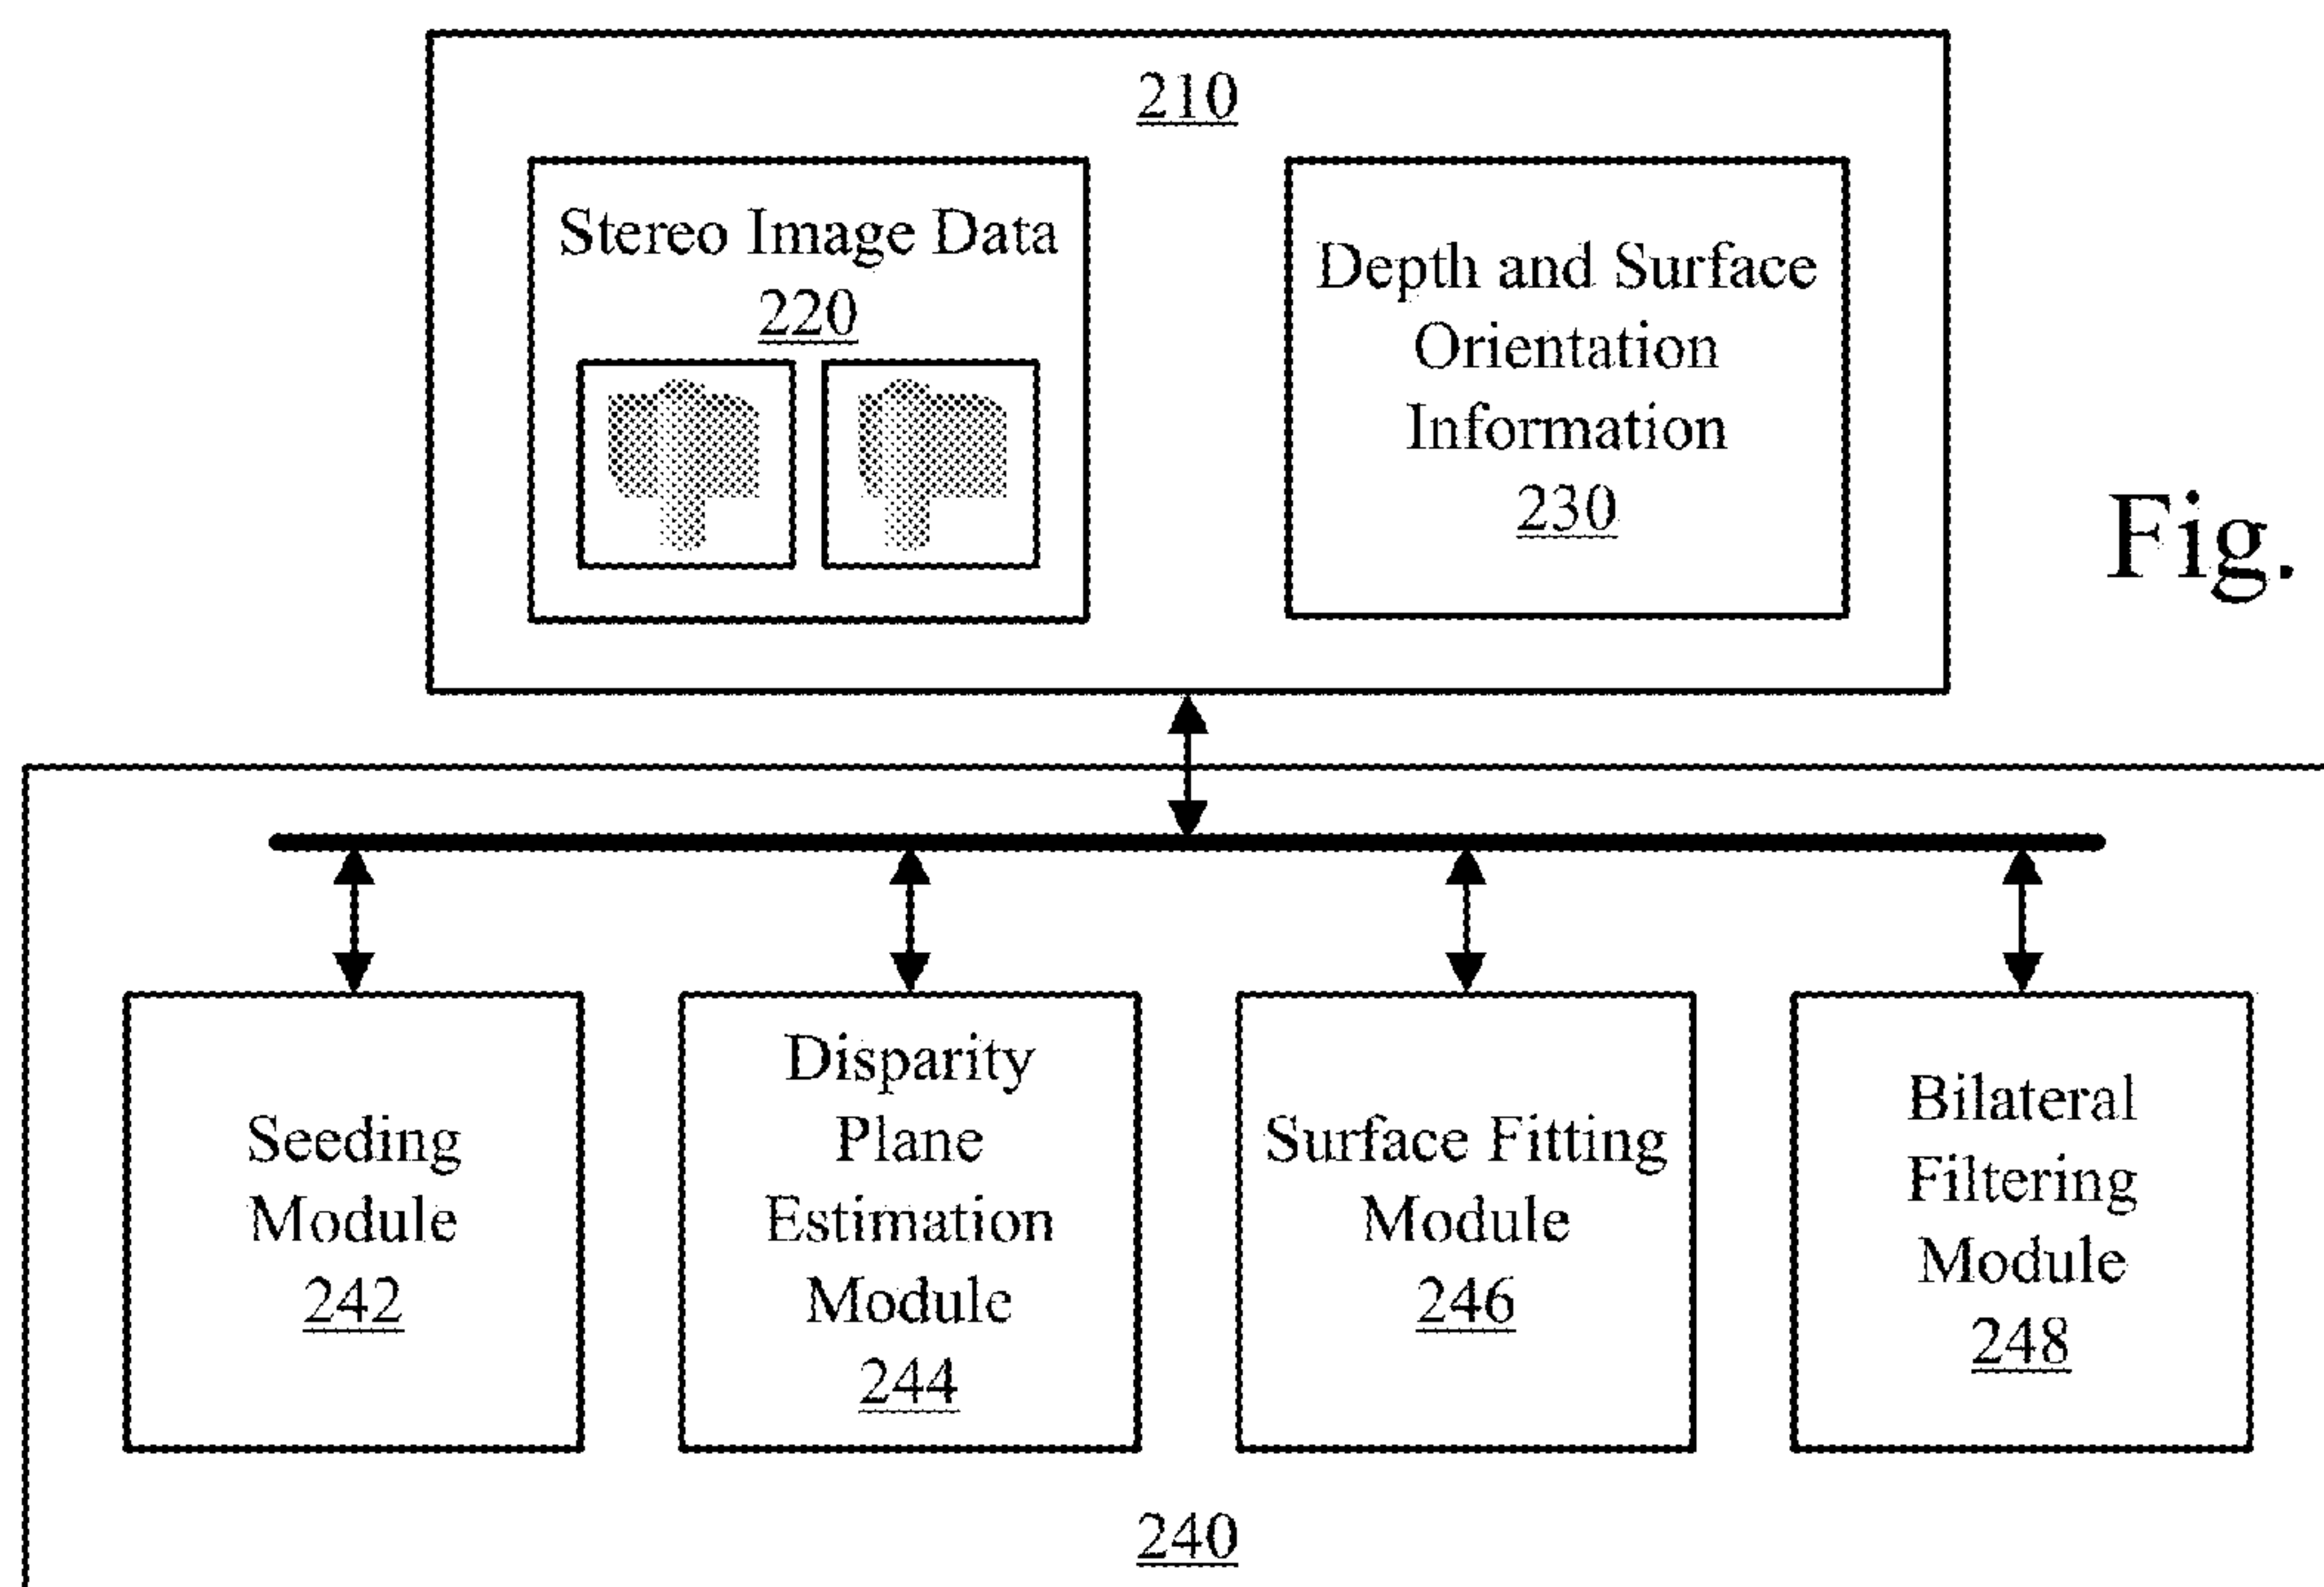 210
Stereo Image Data
220
Depth and Surface
Orientation
Information
230
Fig.
Seeding
Module
242
Disparity
Plane
Estimation
Module
244
Surface Fitting
Module
246
Bilateral
Filtering
Module
248
240